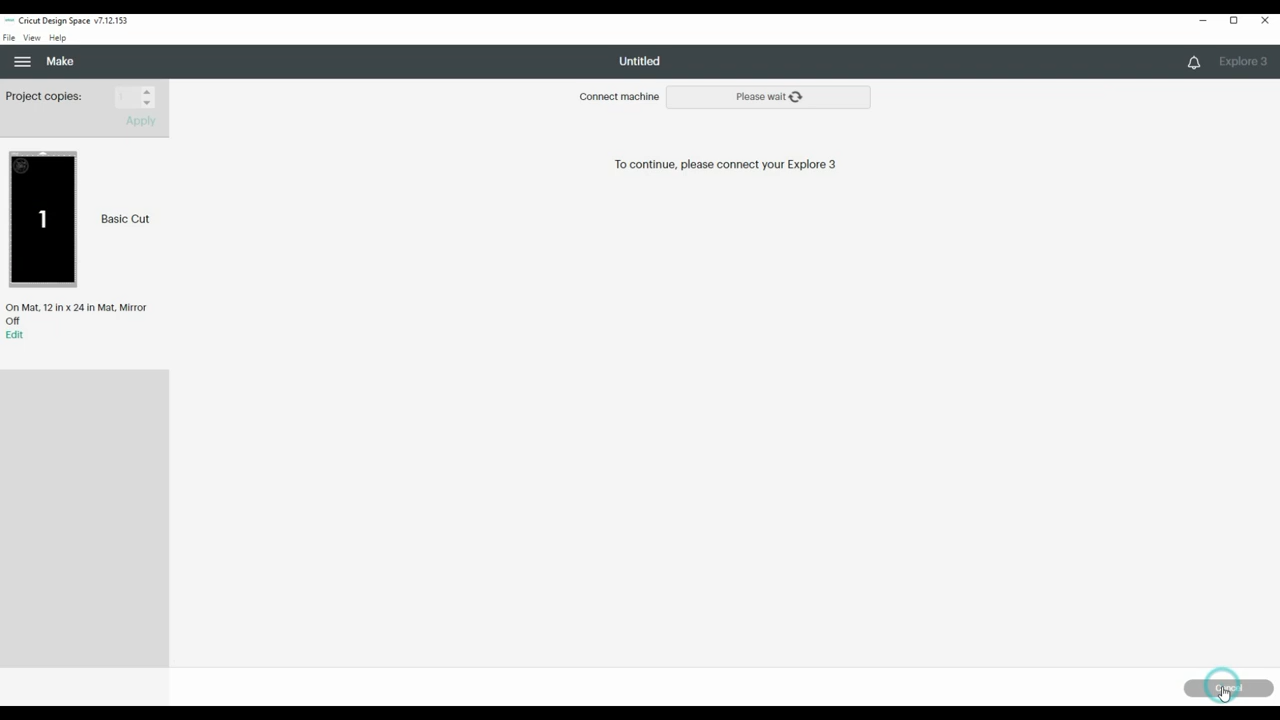 Cricut Design Space v7.12.153
File View Help
Make
Untitled
Explore 3
Project copies:
1
Apply
Connect machine
Please wait
To continue, please connect your Explore 3
1
Basic Cut
On Mat, 12 in x 24 in Mat, Mirror
Off
Edit
Cancel